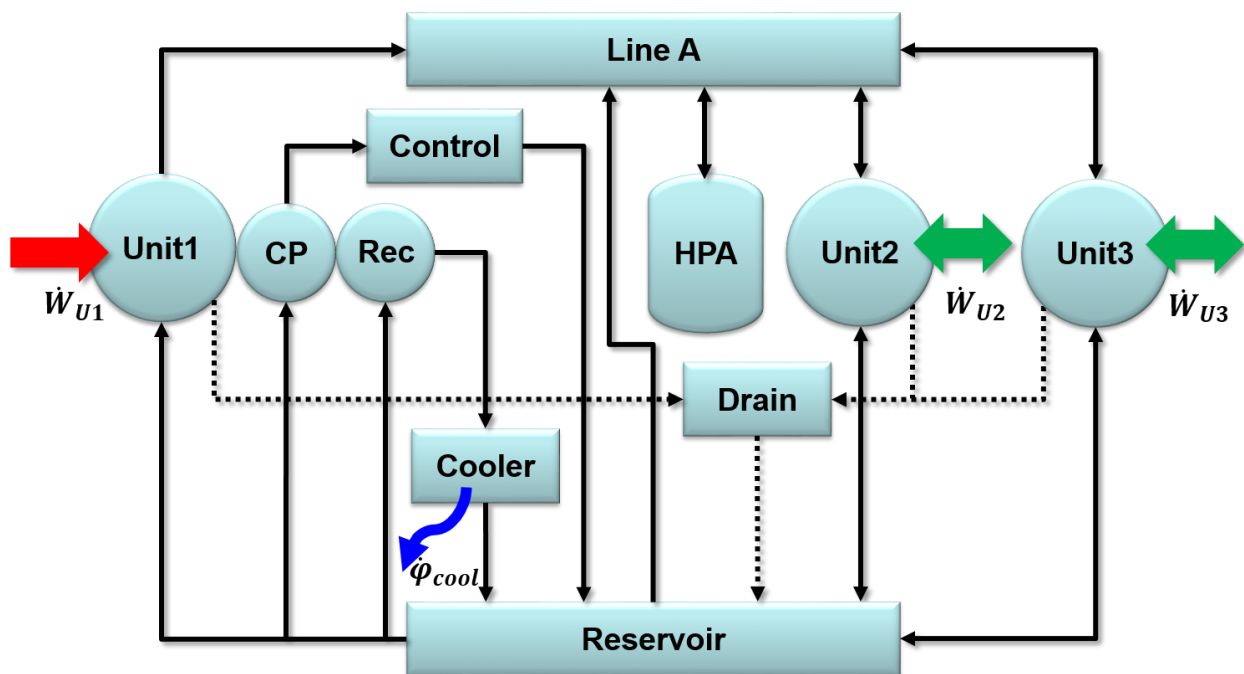 Line A
Control
Unit1
CP
Rec
HPA
Unit2
Unit3
Ẇ_U1
Ẇ_U2
Ẇ_U3
Drain
Cooler
φ̇_cool
Reservoir